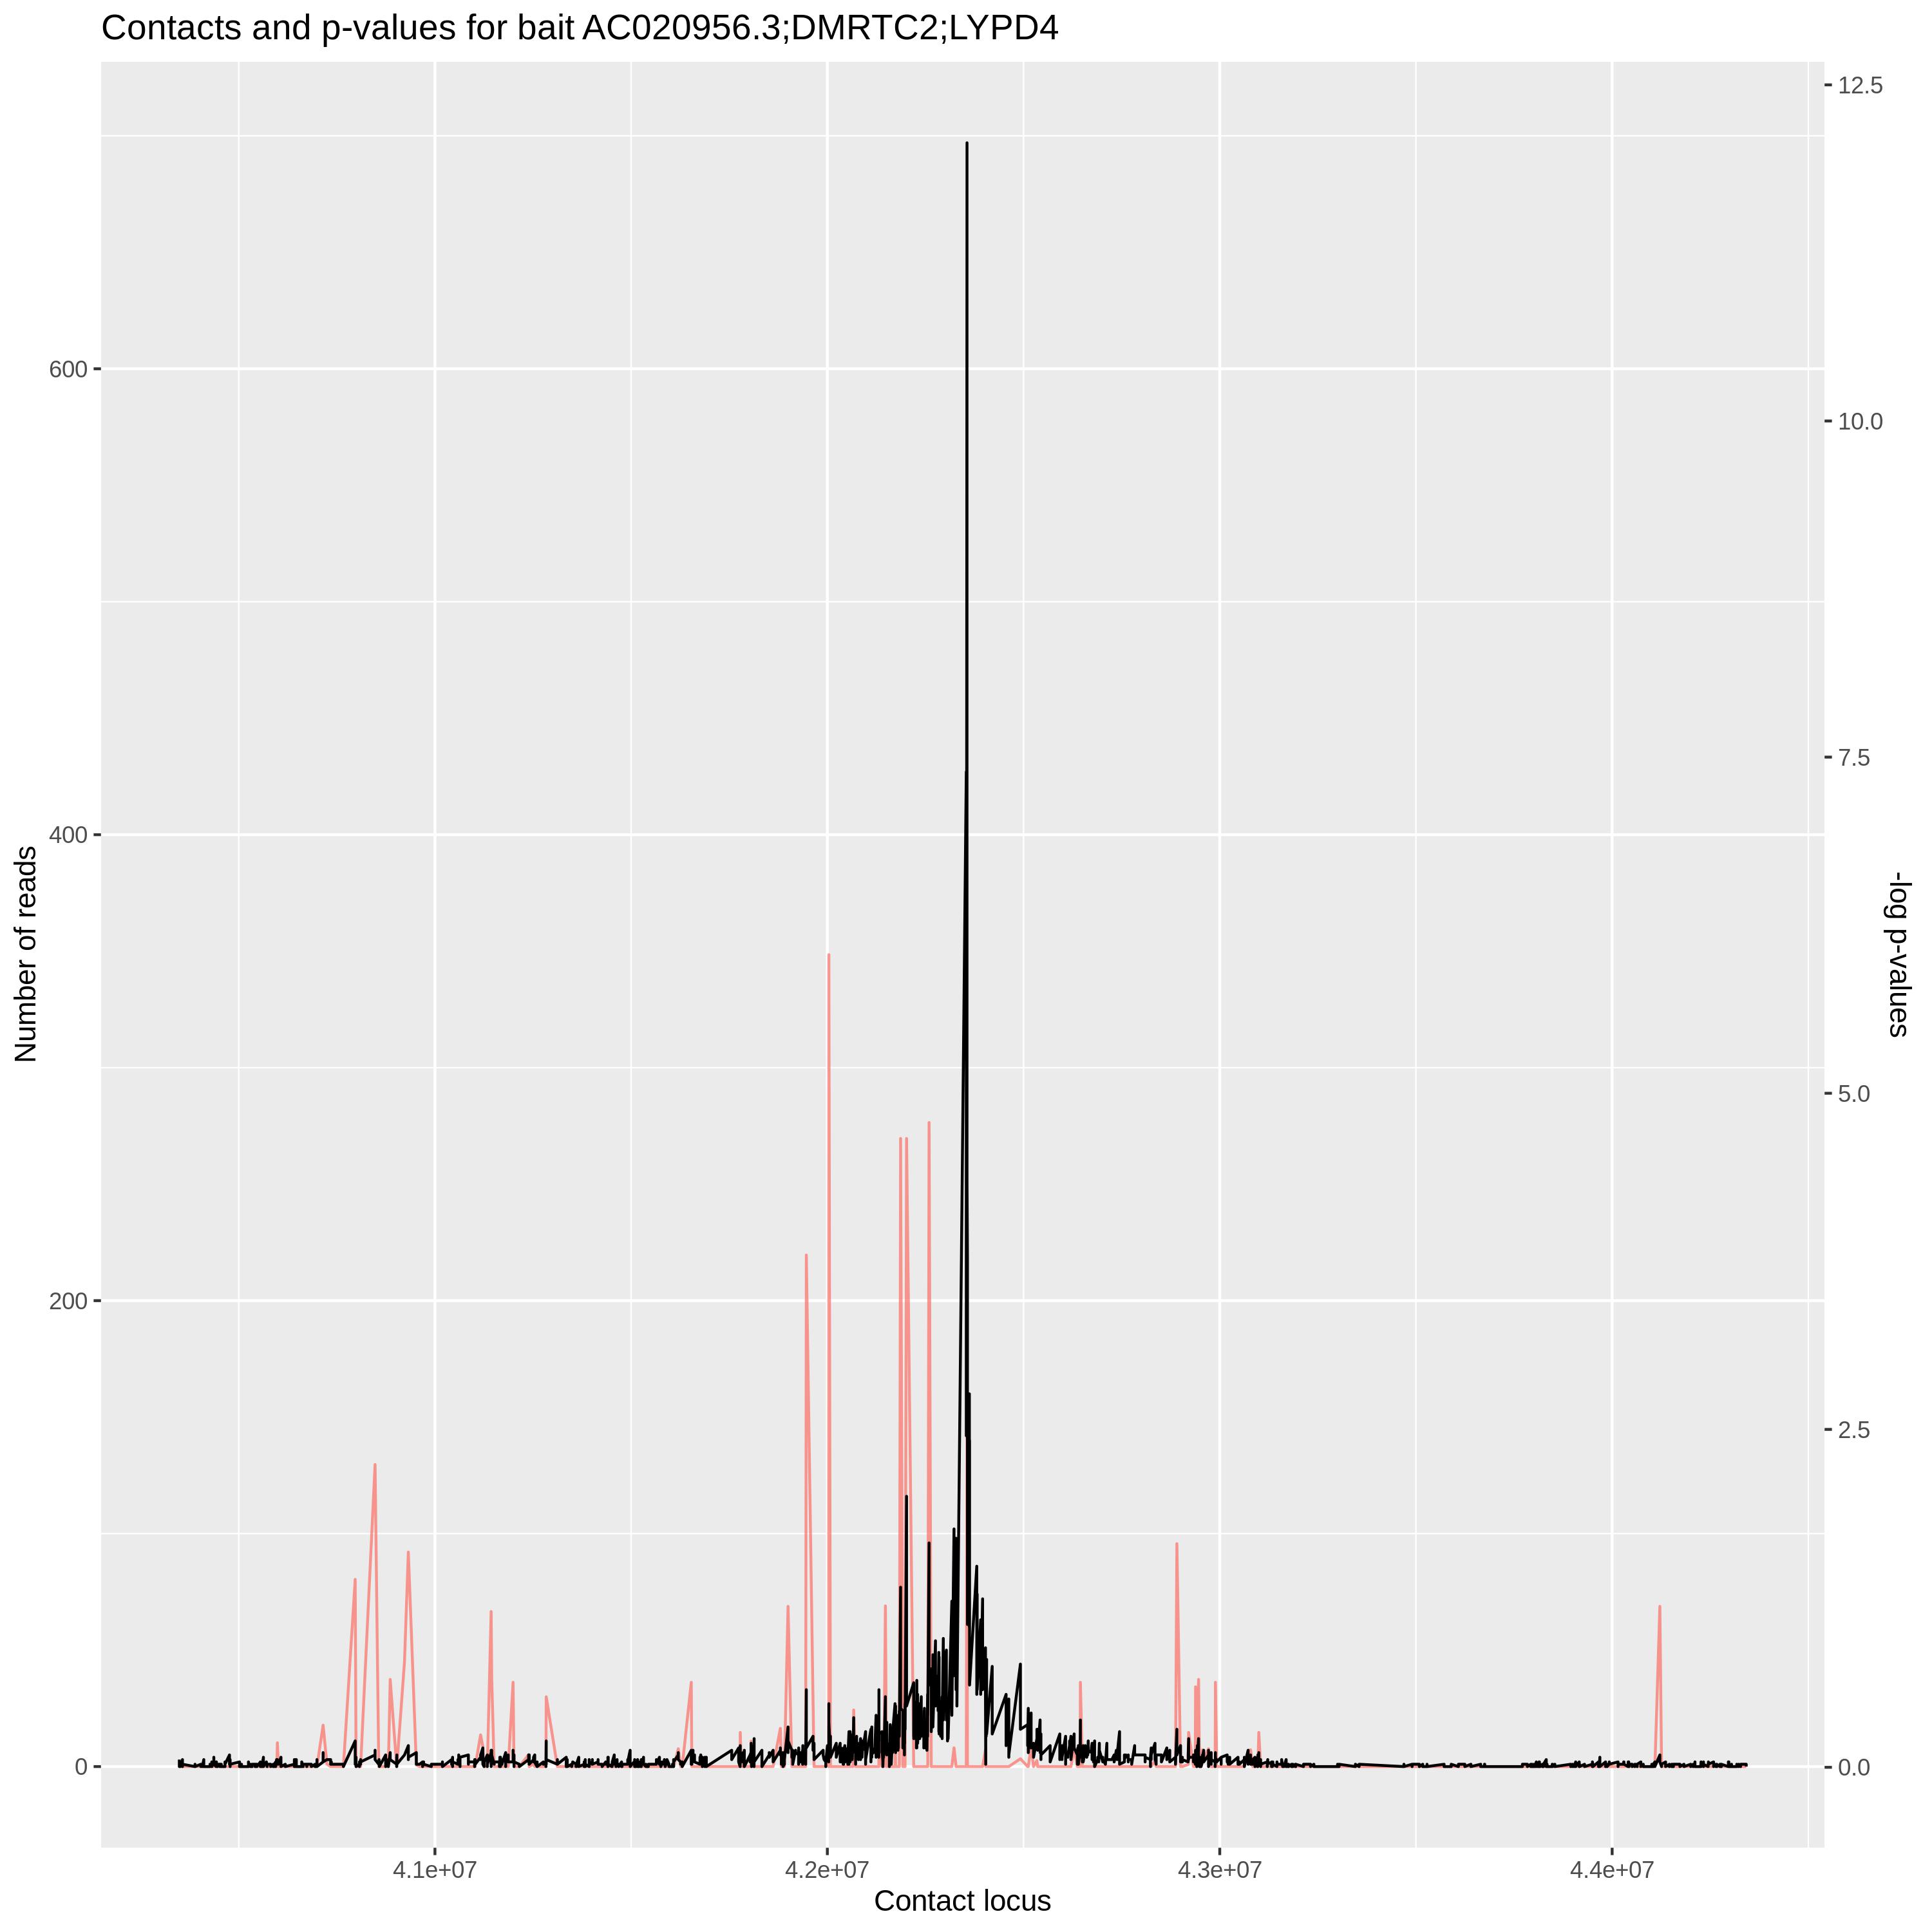 Contacts and p-values for bait AC020956.3;DMRTC2;LYPD4
12.5
10.0
7.5
5.0
2.5
0.0
600
400
200
0
Number of reads
-log p-values
4.1e+07
4.2e+07
4.3e+07
4.4e+07
Contact locus